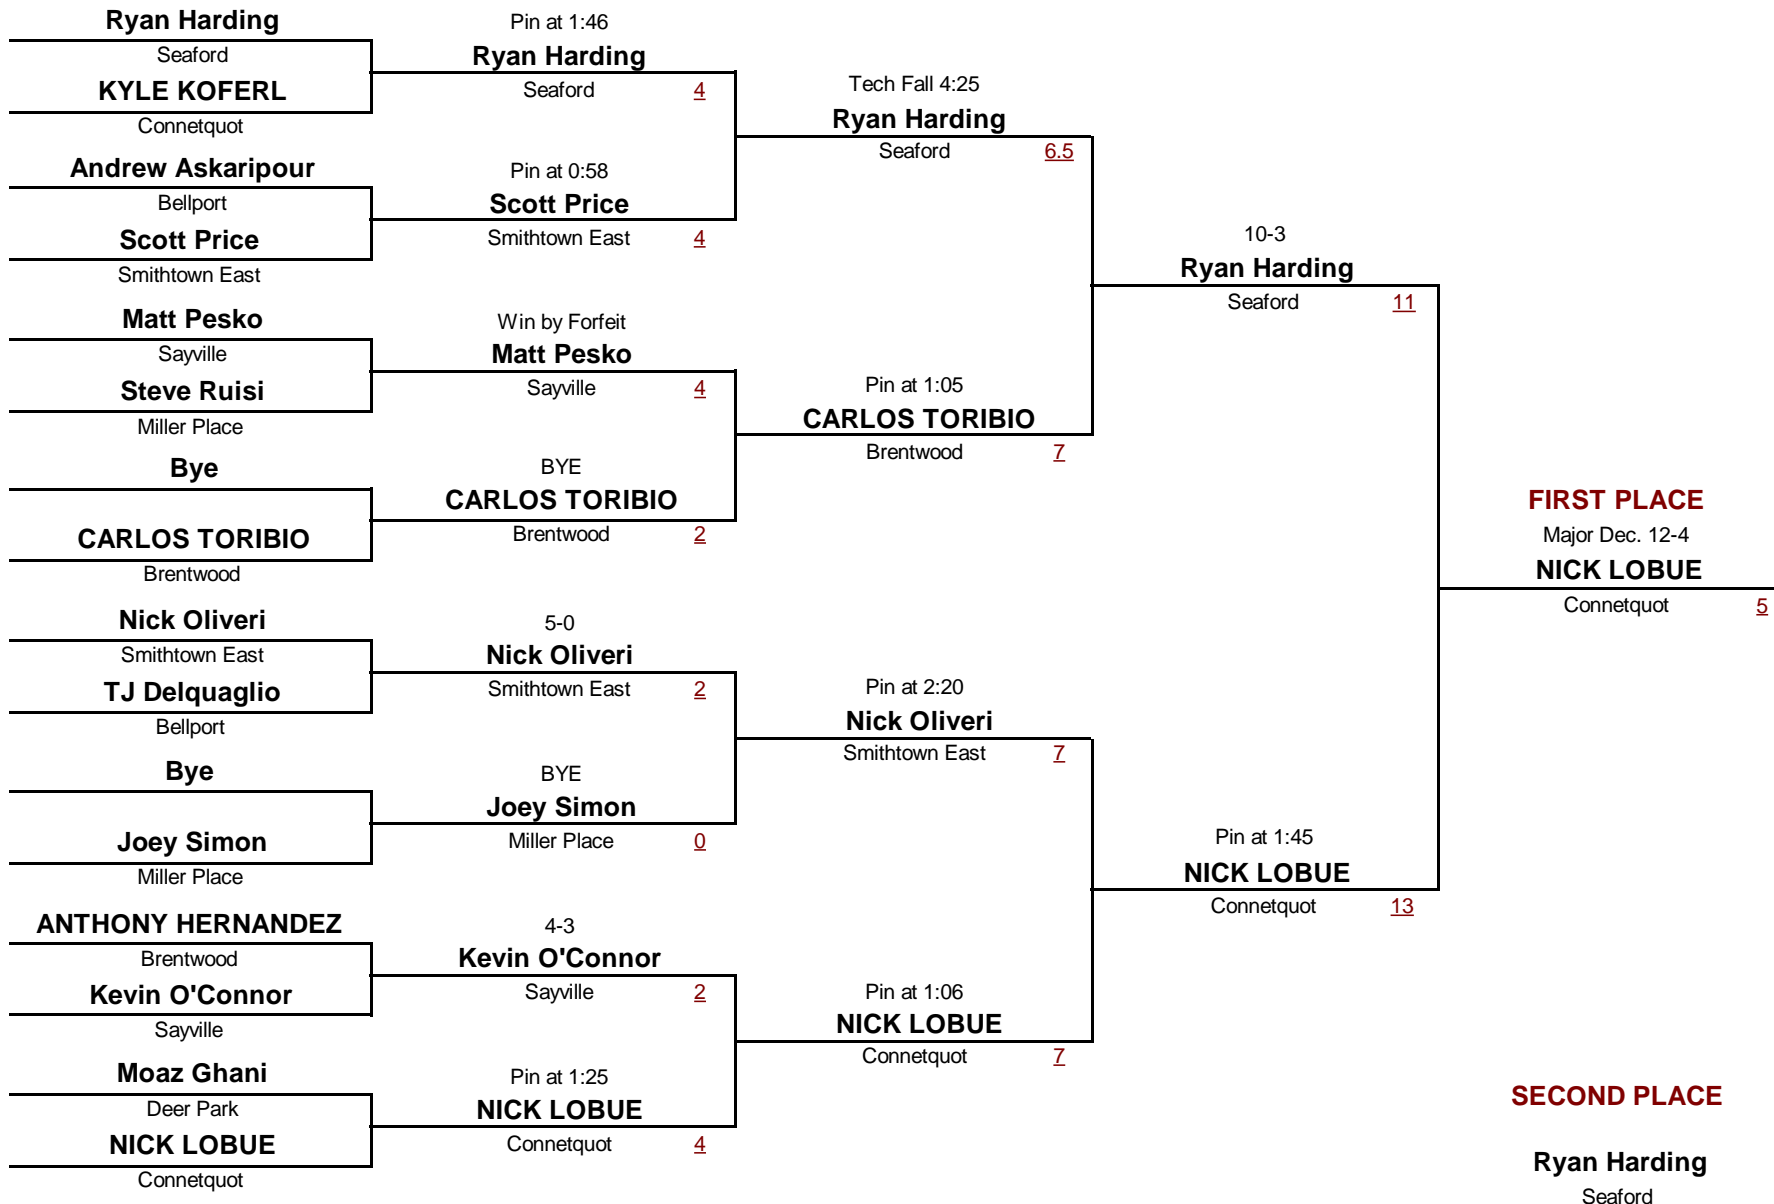 Ryan Harding
Seaford
KYLE KOFERL
Connetquot
Andrew Askaripour
Bellport
Scott Price
Smithtown East
Matt Pesko
Sayville
Steve Ruisi
Miller Place
Bye
CARLOS TORIBIO
Brentwood
Nick Oliveri
Smithtown East
TJ Delquaglio
Bellport
Bye
Joey Simon
Miller Place
ANTHONY HERNANDEZ
Brentwood
Kevin O'Connor
Sayville
Moaz Ghani
Deer Park
NICK LOBUE
Connetquot
Pin at 1:46
Ryan Harding
Seaford 4
Pin at 0:58
Scott Price
Smithtown East 4
Win by Forfeit
Matt Pesko
Sayville 4
BYE
CARLOS TORIBIO
Brentwood 2
5-0
Nick Oliveri
Smithtown East 2
BYE
Joey Simon
Miller Place 0
4-3
Kevin O'Connor
Sayville 2
Pin at 1:25
NICK LOBUE
Connetquot 4
Tech Fall 4:25
Ryan Harding
Seaford 6.5
Pin at 1:05
CARLOS TORIBIO
Brentwood 7
Pin at 2:20
Nick Oliveri
Smithtown East 7
Pin at 1:06
NICK LOBUE
Connetquot 7
10-3
Ryan Harding
Seaford 11
Pin at 1:45
NICK LOBUE
Connetquot 13
FIRST PLACE
Major Dec. 12-4
NICK LOBUE
Connetquot 5
SECOND PLACE
Ryan Harding
Seaford